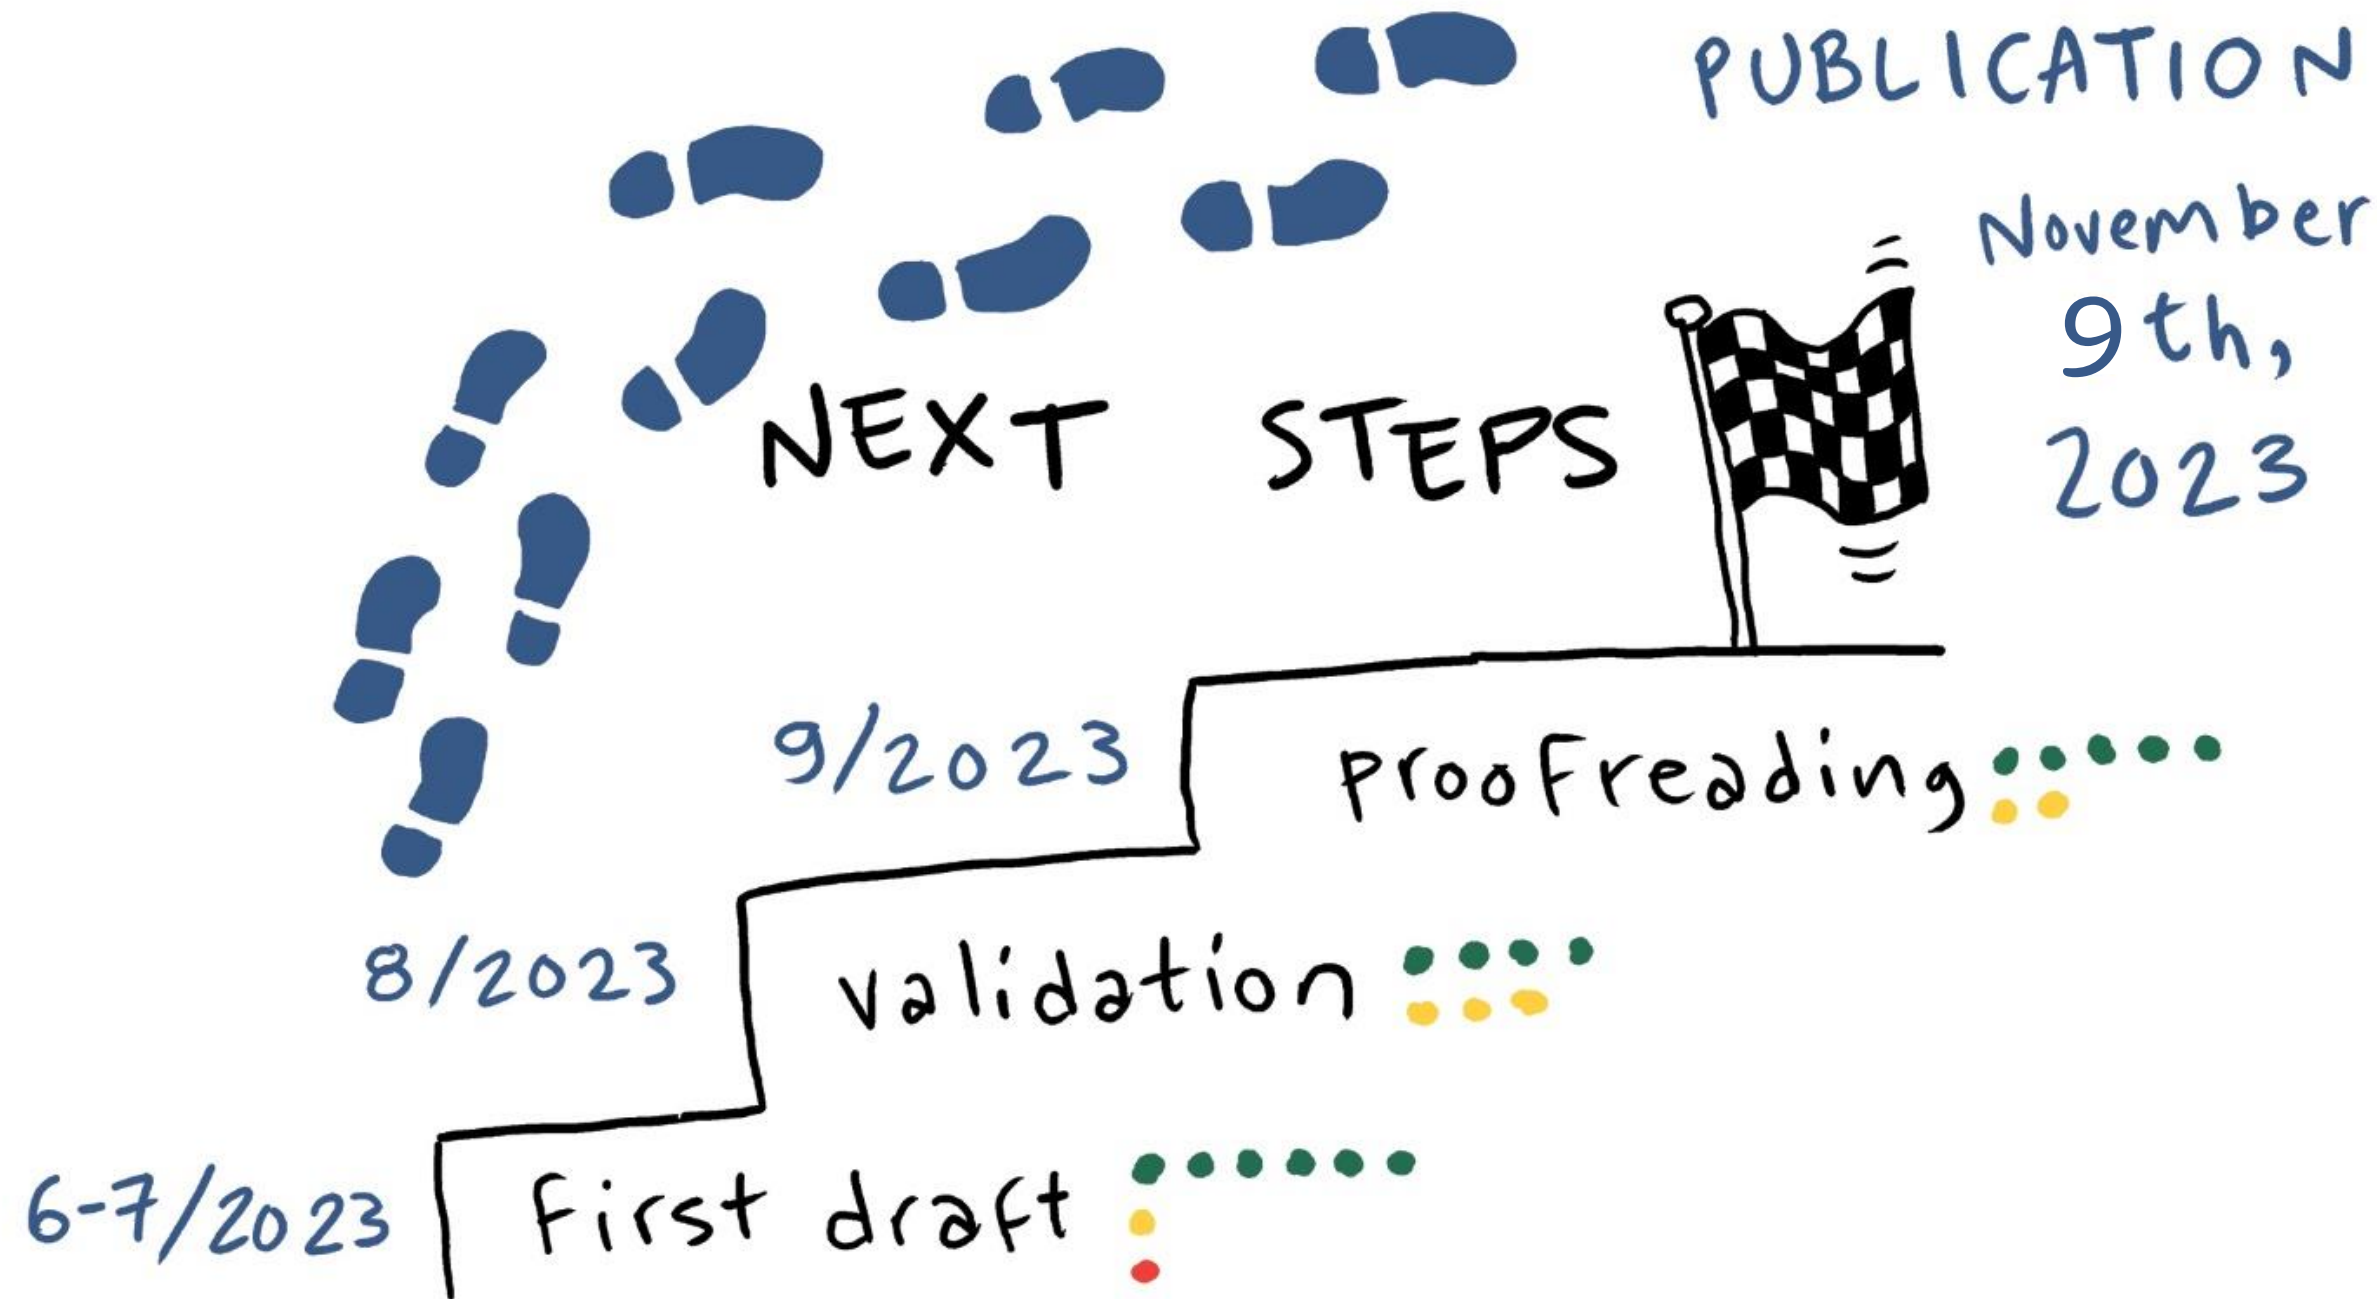 PUBLICATION
November
9th,
2023
NEXT STEPS
9/2023
proofreading
8/2023
validation
6-7/2023
first draft